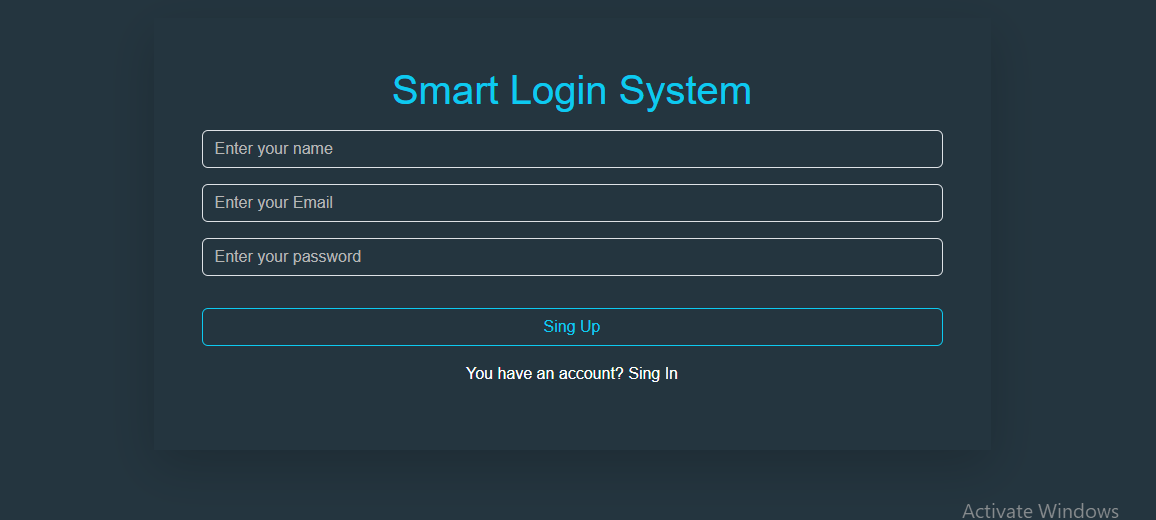 Smart Login System
Enter your name
Enter your Email
Enter your password
Sing Up
You have an account? Sing In
Activate Windows